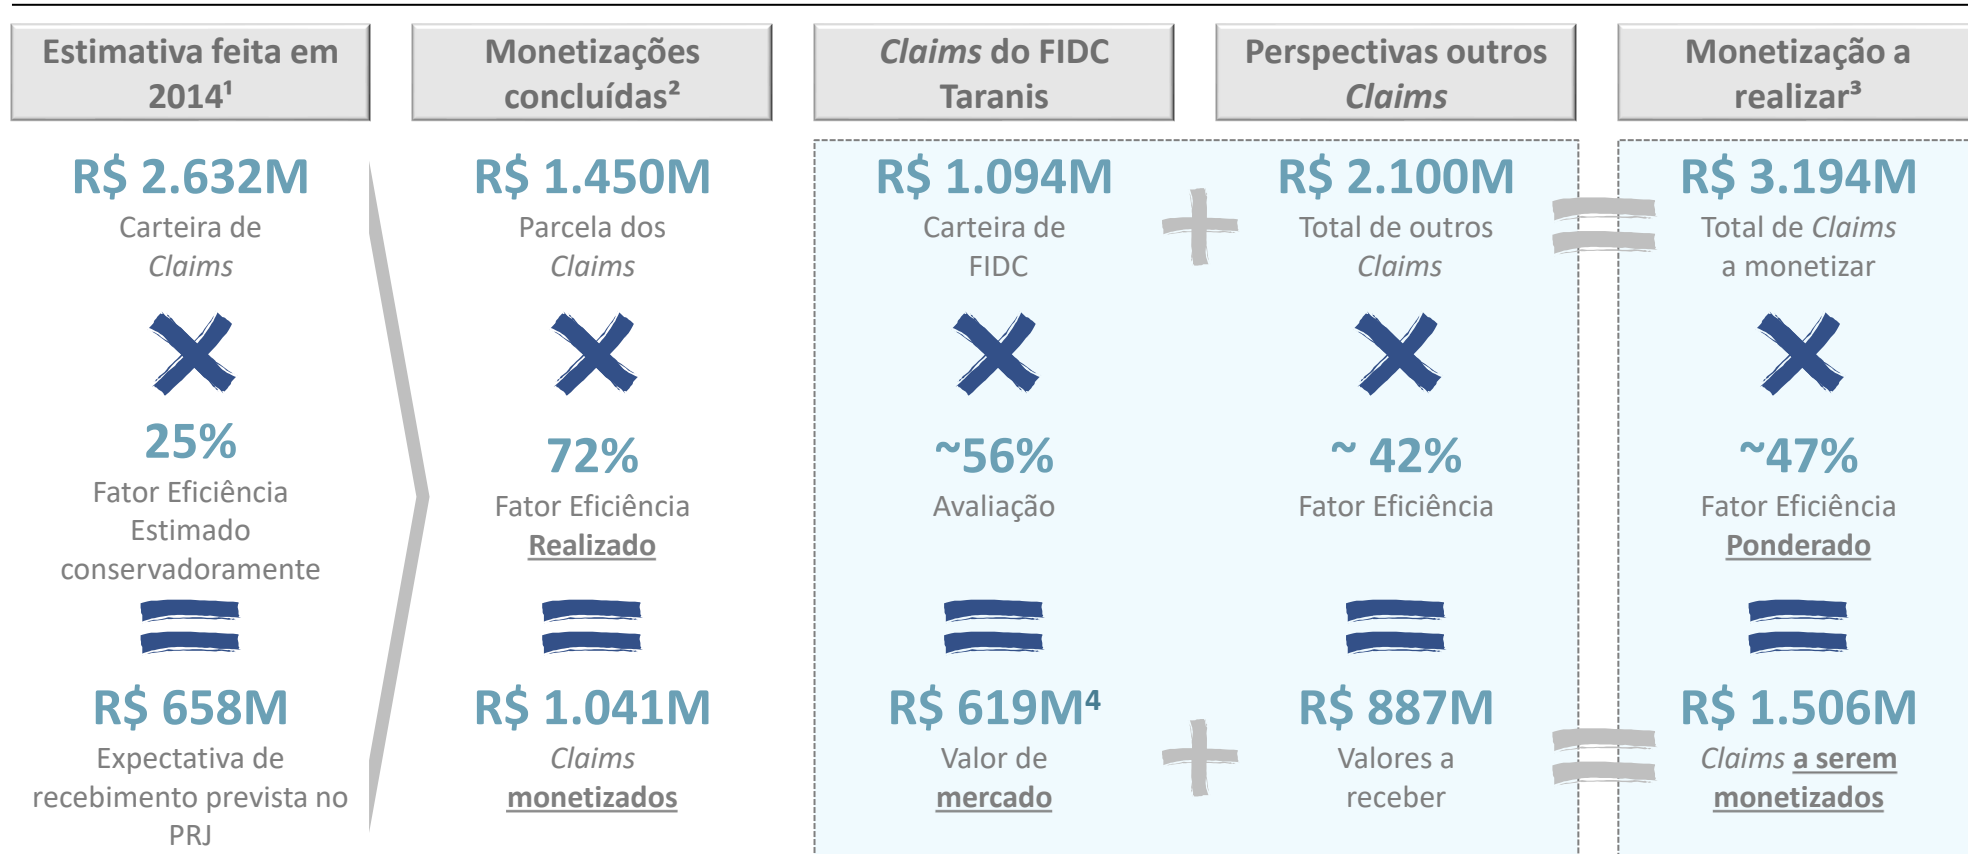 Estimativa feita em
2014¹
Monetizações
concluídas²
Claims do FIDC
Taranis
Perspectivas outros
Claims
Monetização a
realizar³
R$ 2.632M
Carteira de
Claims
R$ 1.450M
Parcela dos
Claims
R$ 1.094M
Carteira de
FIDC
R$ 2.100M
Total de outros
Claims
R$ 3.194M
Total de Claims
a monetizar
25%
Fator Eficiência
Estimado
conservadoramente
72%
Fator Eficiência
Realizado
~56%
Avaliação
~ 42%
Fator Eficiência
~47%
Fator Eficiência
Ponderado
R$ 658M
Expectativa de
recebimento prevista no
PRJ
R$ 1.041M
Claims
monetizados
R$ 619M⁴
Valor de
mercado
R$ 887M
Valores a
receber
R$ 1.506M
Claims a serem
monetizados